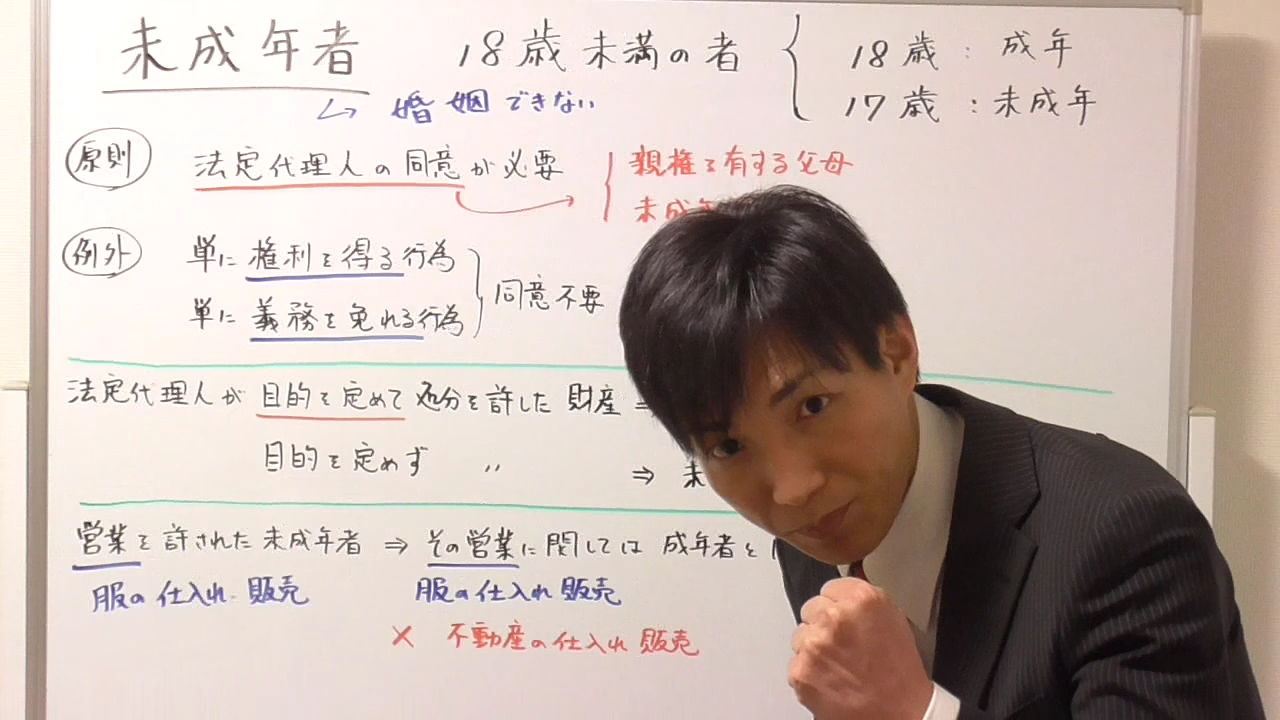 未成年者 18歳未満の者 18歳：成年
17歳：未成年
↳ 婚姻できない
原則 法定代理人の同意が必要 親権を有する父母
未成年
例外 単に権利を得る行為
単に義務を免れる行為
同意不要
法定代理人が目的を定めて処分を許した財産⇒
目的を定めず 〃 ⇒ 未
営業を許された未成年者⇒その営業に関しては成年者と
服の仕入れ・販売 服の仕入れ販売
× 不動産の仕入れ販売